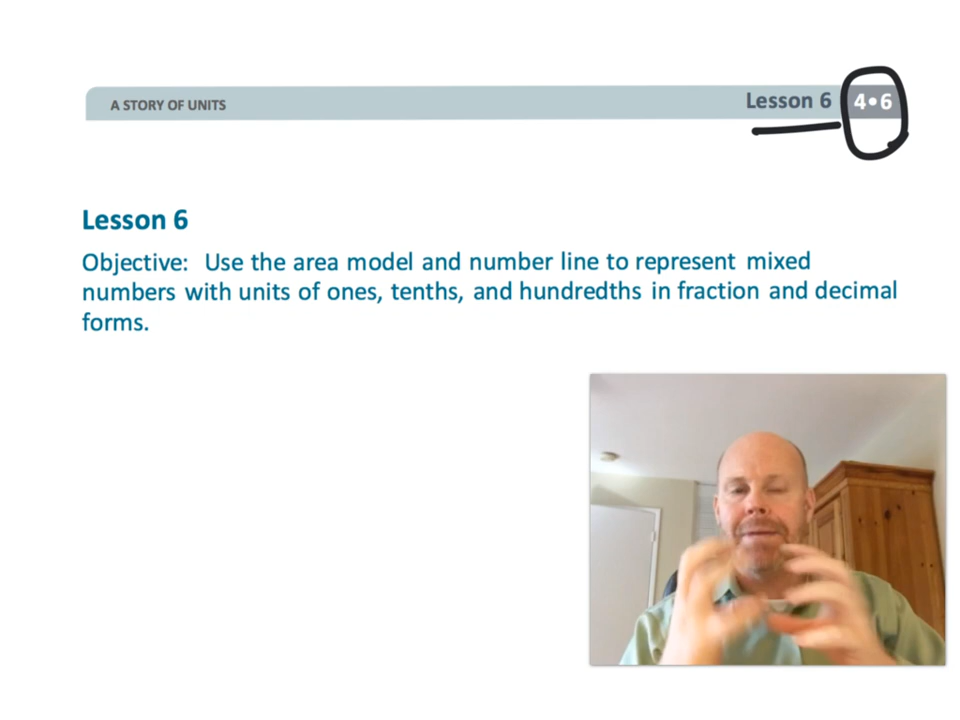 A STORY OF UNITS
Lesson 6 4•6
Lesson 6
Objective: Use the area model and number line to represent mixed
numbers with units of ones, tenths, and hundredths in fraction and decimal
forms.